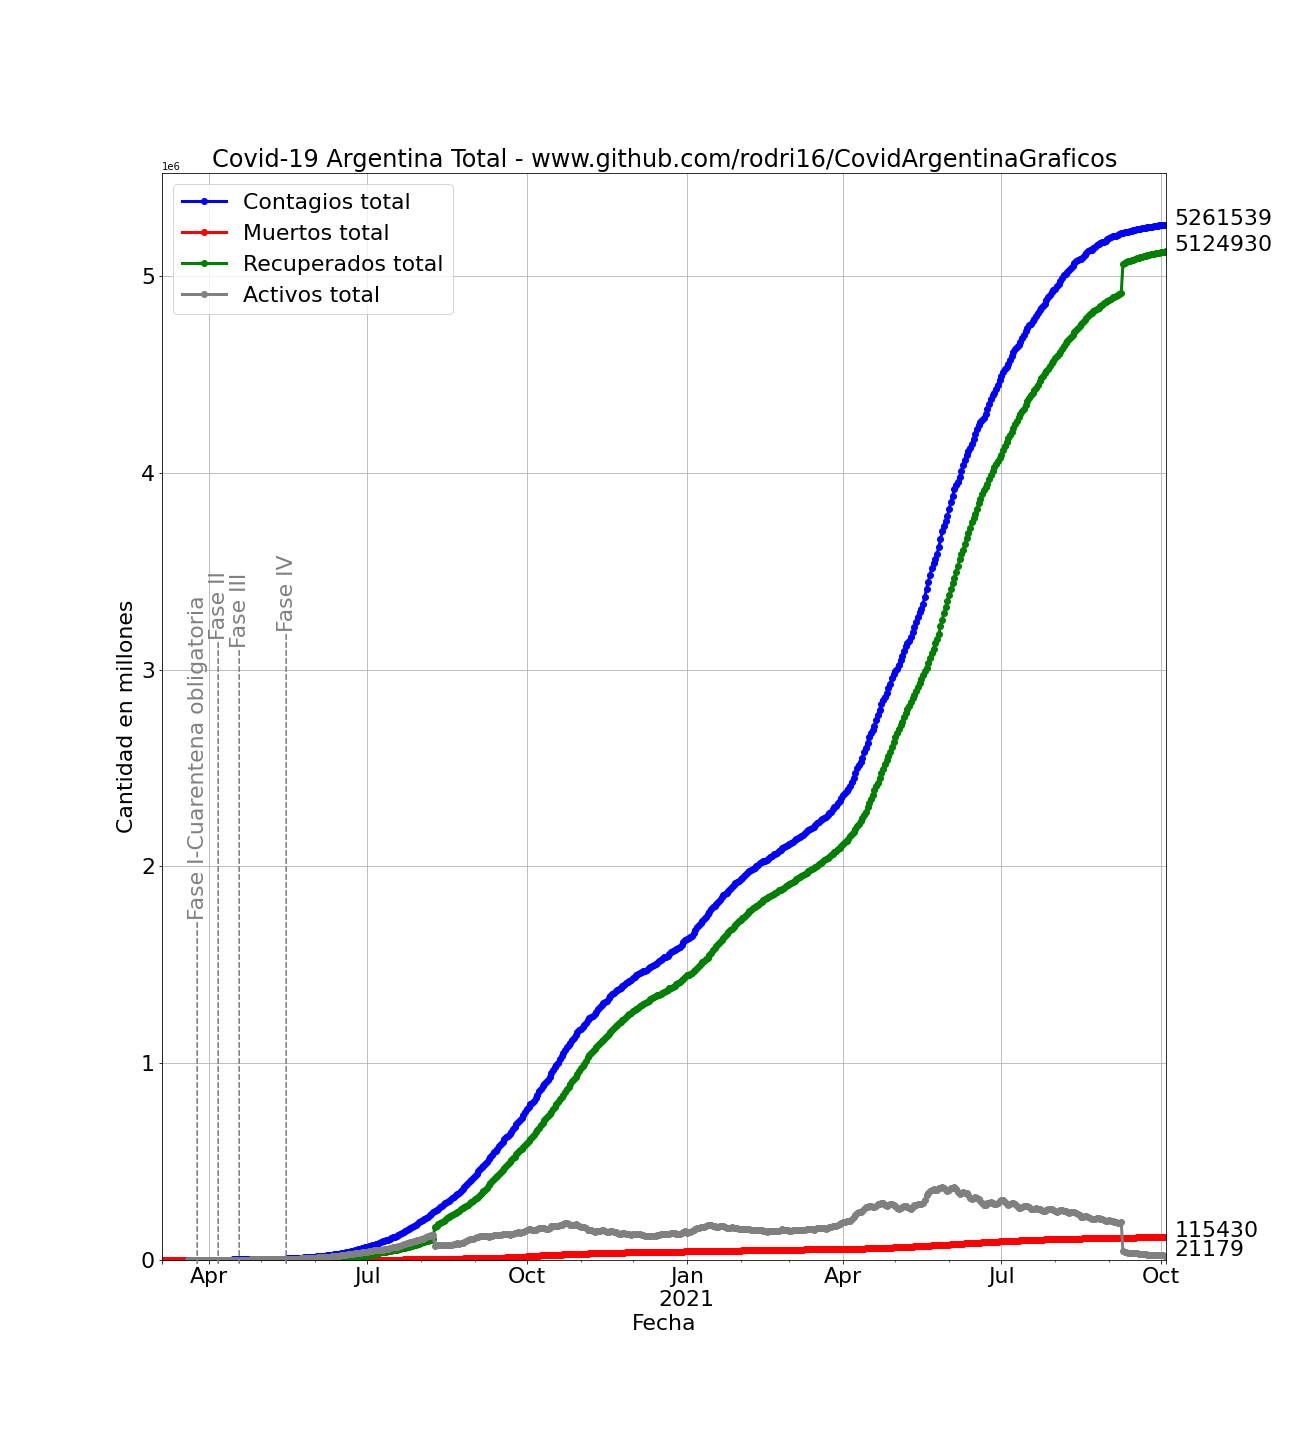 Covid-19 Argentina Total - www.github.com/rodri16/CovidArgentinaGraficos
1e6
Contagios total
Muertos total
Recuperados total
Activos total
5261539
5124930
115430
21179
5
4
3
2
1
0
Cantidad en millones
Fase I-Cuarentena obligatoria
Fase II
Fase III
Fase IV
Apr
Jul
Oct
Jan
2021
Apr
Jul
Oct
Fecha